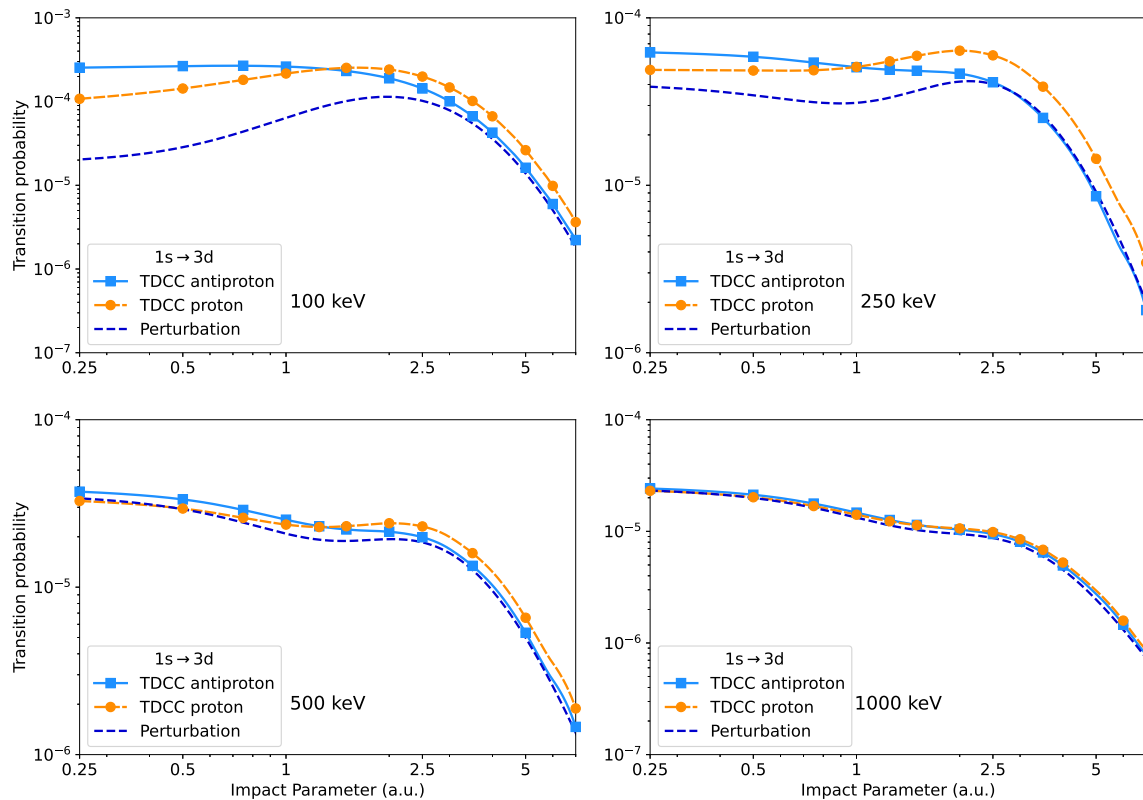 Transition probability
10⁻³
10⁻⁴
10⁻⁵
10⁻⁶
10⁻⁷
0.25
0.5
1
2.5
5
1s→3d
TDCC antiproton
TDCC proton
Perturbation
100 keV
10⁻⁴
10⁻⁵
10⁻⁶
0.25
0.5
1
2.5
5
1s→3d
TDCC antiproton
TDCC proton
Perturbation
250 keV
Transition probability
10⁻⁴
10⁻⁵
10⁻⁶
0.25
0.5
1
2.5
5
Impact Parameter (a.u.)
1s→3d
TDCC antiproton
TDCC proton
Perturbation
500 keV
10⁻⁴
10⁻⁵
10⁻⁶
10⁻⁷
0.25
0.5
1
2.5
5
Impact Parameter (a.u.)
1s→3d
TDCC antiproton
TDCC proton
Perturbation
1000 keV